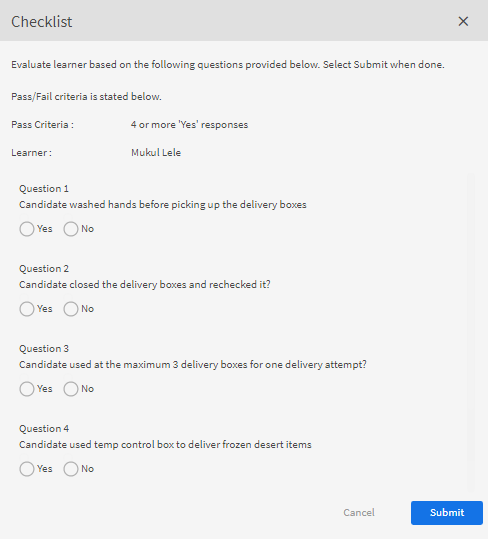 Checklist
Evaluate learner based on the following questions provided below. Select Submit when done.
Pass/Fail criteria is stated below.
Pass Criteria : 4 or more 'Yes' responses
Learner : Mukul Lele
Question 1
Candidate washed hands before picking up the delivery boxes
Yes No
Question 2
Candidate closed the delivery boxes and rechecked it?
Yes No
Question 3
Candidate used at the maximum 3 delivery boxes for one delivery attempt?
Yes No
Question 4
Candidate used temp control box to deliver frozen desert items
Yes No
Cancel Submit